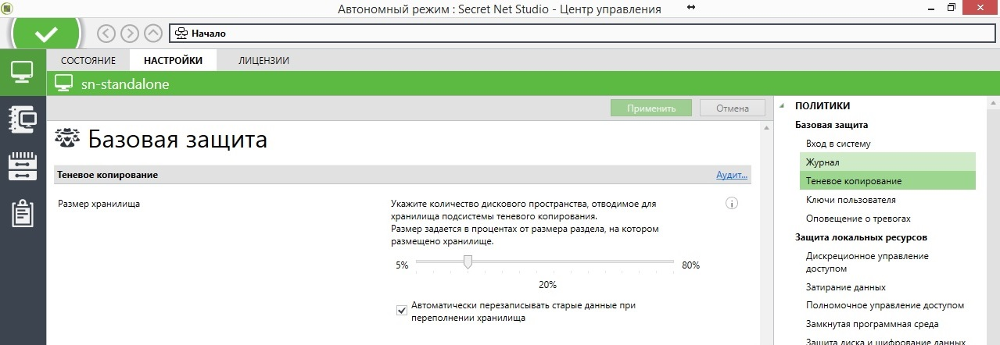 Автономный режим : Secret Net Studio - Центр управления
Начало
СОСТОЯНИЕ НАСТРОЙКИ ЛИЦЕНЗИИ
sn-standalone
Применить Отмена
Базовая защита
Теневое копирование Аудит...
Размер хранилища
Укажите количество дискового пространства, отводимое для
хранилища подсистемы теневого копирования.
Размер задается в процентах от размера раздела, на котором
размещено хранилище.
5% 80%
20%
Автоматически перезаписывать старые данные при
переполнении хранилища
ПОЛИТИКИ
Базовая защита
Вход в систему
Журнал
Теневое копирование
Ключи пользователя
Оповещение о тревогах
Защита локальных ресурсов
Дискреционное управление
доступом
Затирание данных
Полномочное управление доступом
Замкнутая программная среда
Защита диска и шифрование данных